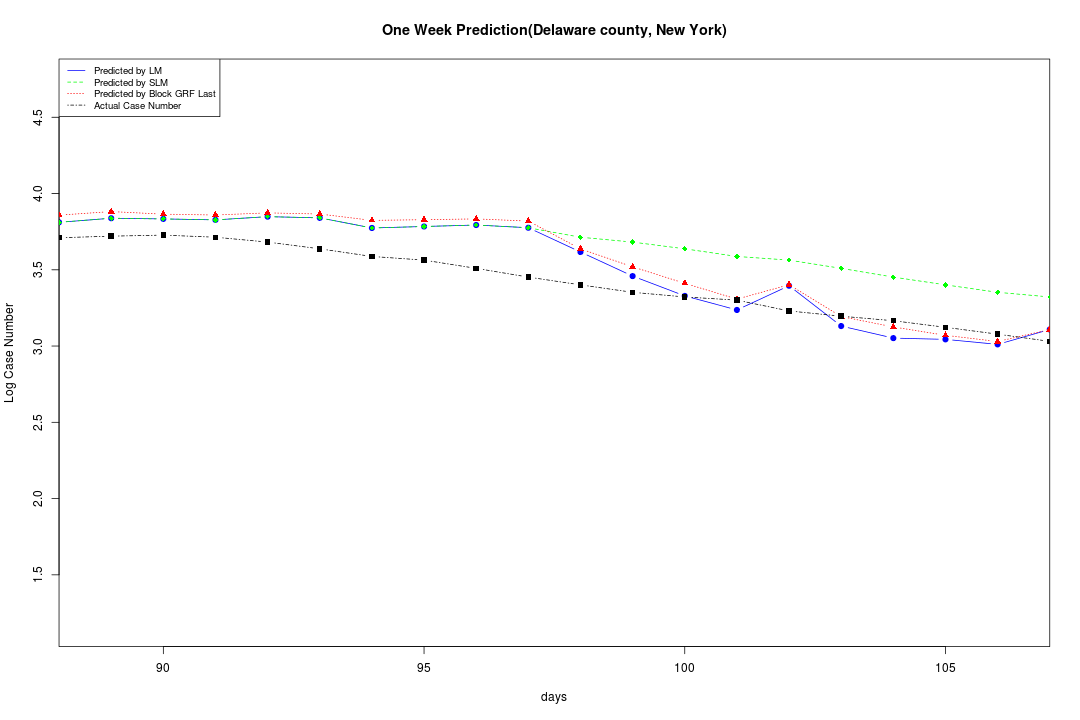 One Week Prediction(Delaware county, New York)
Predicted by LM
Predicted by SLM
Predicted by Block GRF Last
Actual Case Number
4.5
4.0
3.5
3.0
2.5
2.0
1.5
Log Case Number
90 95 100 105
days